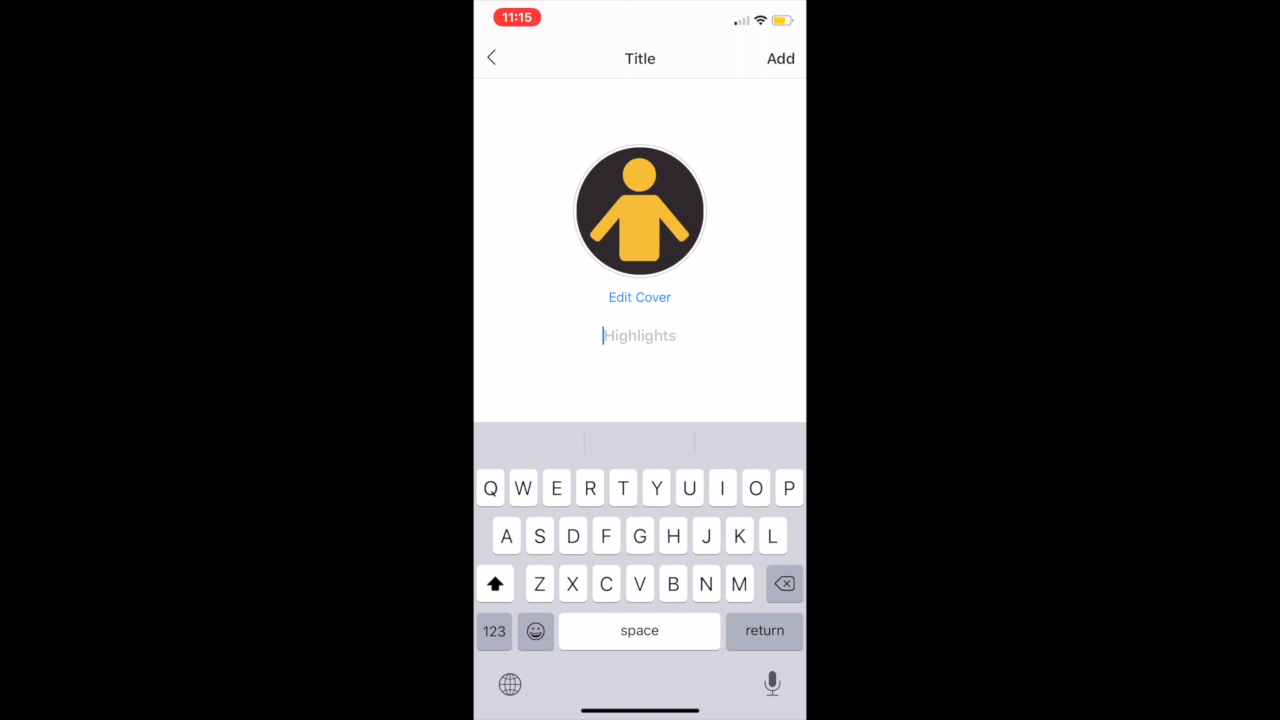 11:15
Title Add
Edit Cover
Highlights
Q W E R T Y U I O P
A S D F G H J K L
Z X C V B N M
123 space return